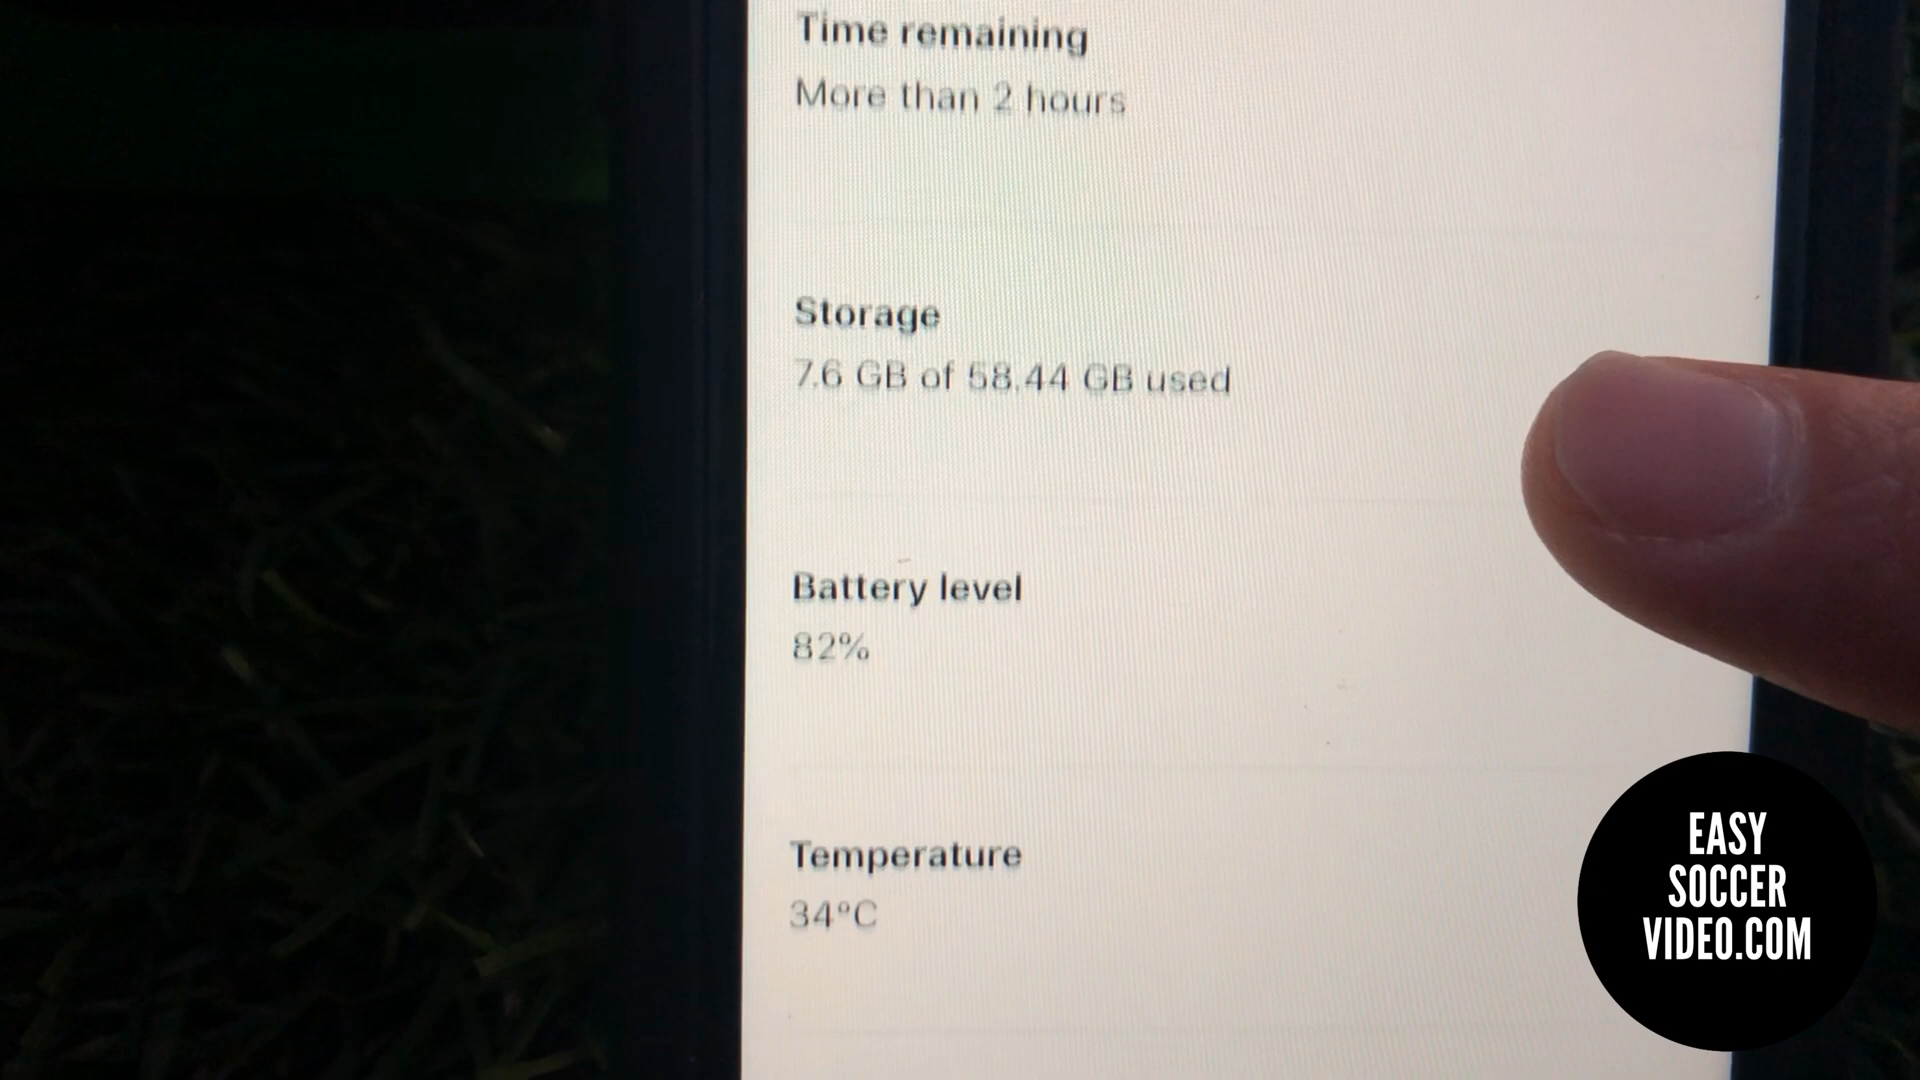 Time remaining
More than 2 hours
Storage
7.6 GB of 58.44 GB used
Battery level
82%
Temperature
34°C
EASY
SOCCER
VIDEO.COM